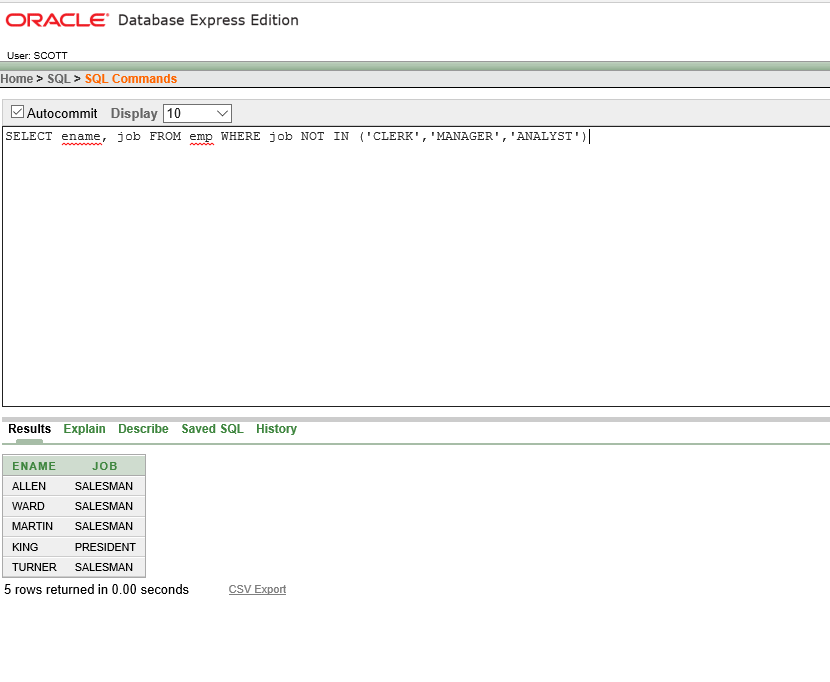 ORACLE Database Express Edition
User: SCOTT
Home > SQL > SQL Commands
Autocommit Display 10
SELECT ename, job FROM emp WHERE job NOT IN ('CLERK','MANAGER','ANALYST')
Results Explain Describe Saved SQL History
ENAME JOB
ALLEN SALESMAN
WARD SALESMAN
MARTIN SALESMAN
KING PRESIDENT
TURNER SALESMAN
5 rows returned in 0.00 seconds CSV Export